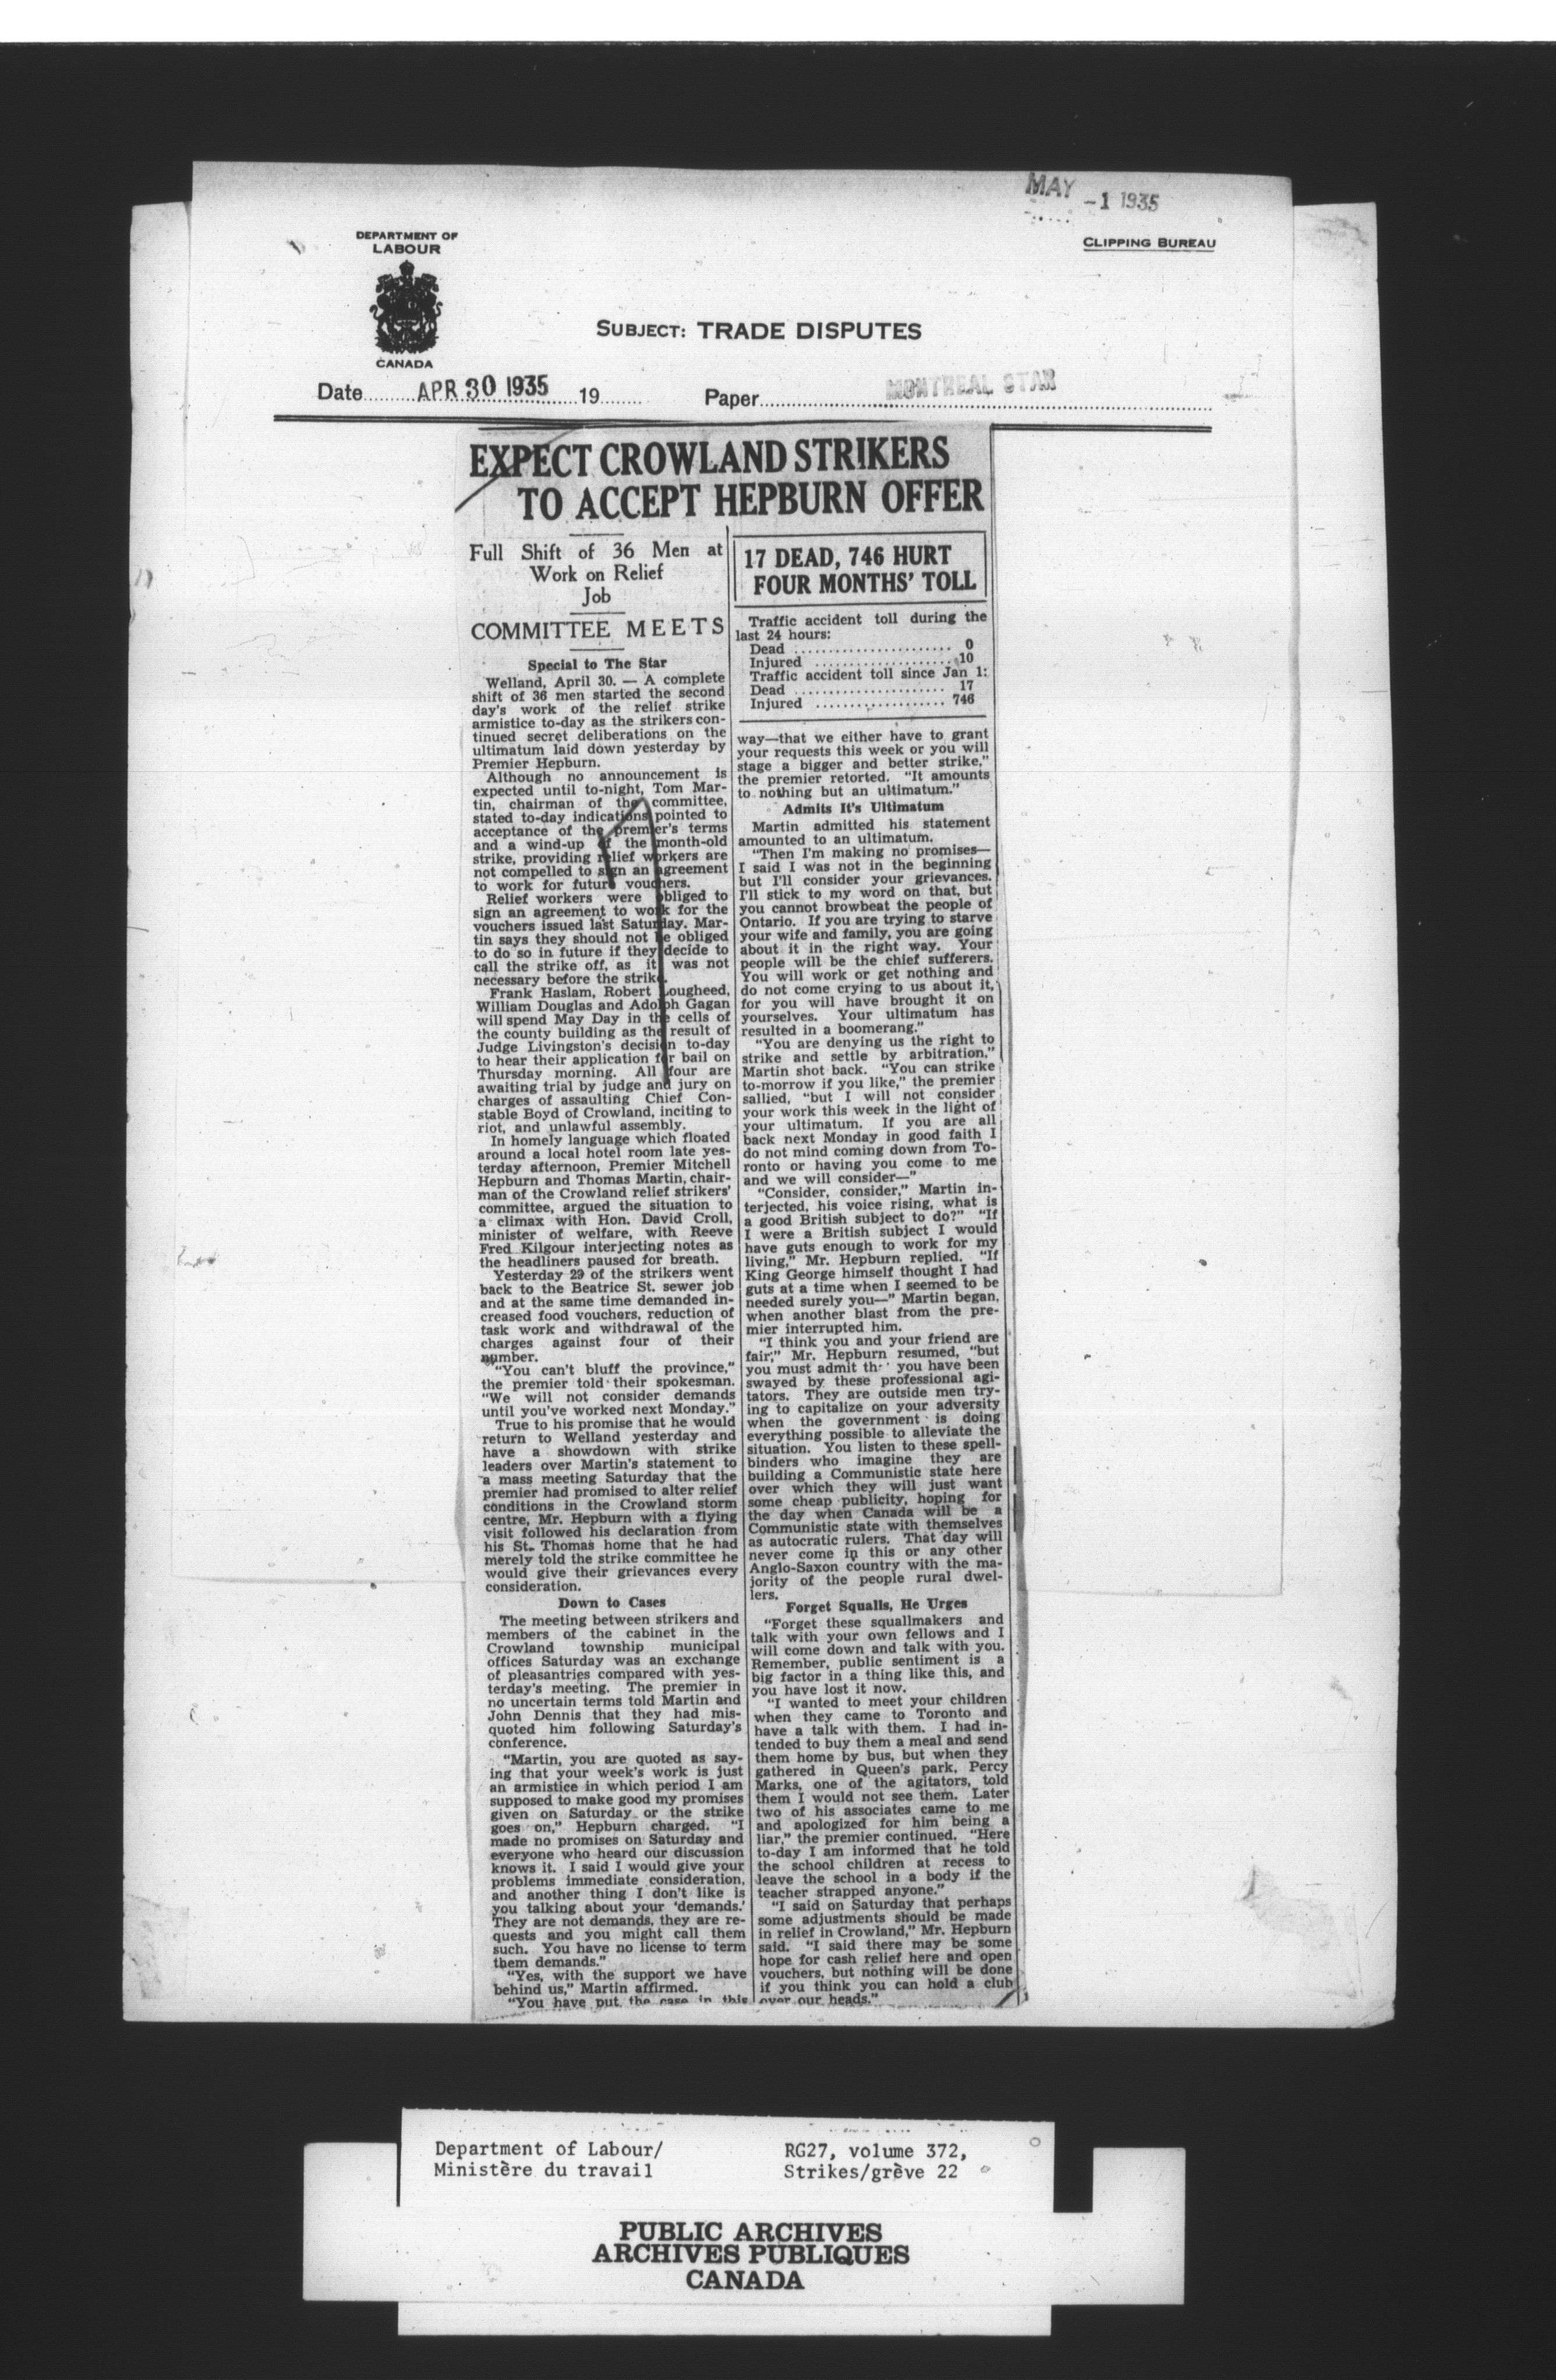 MAY -1 1935
DEPARTMENT OF
LABOUR
CANADA
CLIPPING BUREAU
SUBJECT: TRADE DISPUTES
Date APR 30 1935 19
Paper MONTREAL STAR
EXPECT CROWLAND STRIKERS
TO ACCEPT HEPBURN OFFER
Full Shift of 36 Men at
Work on Relief
Job
COMMITTEE MEETS
Special to The Star
Welland, April 30. — A complete
shift of 36 men started the second
day's work of the relief strike
armistice to-day as the strikers con-
tinued secret deliberations on the
ultimatum laid down yesterday by
Premier Hepburn.
Although no announcement is
expected until to-night, Tom Mar-
tin, chairman of the committee,
stated to-day indications pointed to
acceptance of the premier's terms
and a wind-up of the month-old
strike, providing relief workers are
not compelled to sign an agreement
to work for future vouchers.
Relief workers were obliged to
sign an agreement to work for the
vouchers issued last Saturday. Mar-
tin says they should not be obliged
to do so in future if they decide to
call the strike off, as it was not
necessary before the strike.
Frank Haslam, Robert Lougheed,
William Douglas and Adolph Gagan
will spend May Day in the cells of
the county building as the result of
Judge Livingston's decision to-day
to hear their application for bail on
Thursday morning. All four are
awaiting trial by judge and jury on
charges of assaulting Chief Con-
stable Boyd of Crowland, inciting to
riot, and unlawful assembly.
In homely language which floated
around a local hotel room late yes-
terday afternoon, Premier Mitchell
Hepburn and Thomas Martin, chair-
man of the Crowland relief strikers'
committee, argued the situation to
a climax with Hon. David Croll,
minister of welfare, with Reeve
Fred Kilgour interjecting notes as
the headliners paused for breath.
Yesterday 29 of the strikers went
back to the Beatrice St. sewer job
and at the same time demanded in-
creased food vouchers, reduction of
task work and withdrawal of the
charges against four of their
number.
"You can't bluff the province,"
the premier told their spokesman.
"We will not consider demands
until you've worked next Monday."
True to his promise that he would
return to Welland yesterday and
have a showdown with strike
leaders over Martin's statement to
a mass meeting Saturday that the
premier had promised to alter relief
conditions in the Crowland storm
centre, Mr. Hepburn with a flying
visit followed his declaration from
his St. Thomas home that he had
merely told the strike committee he
would give their grievances every
consideration.
Down to Cases
The meeting between strikers and
members of the cabinet in the
Crowland township municipal
offices Saturday was an exchange
of pleasantries compared with yes-
terday's meeting. The premier in
no uncertain terms told Martin and
John Dennis that they had mis-
quoted him following Saturday's
conference.
"Martin, you are quoted as say-
ing that your week's work is just
an armistice in which period I am
supposed to make good my promises
given on Saturday or the strike
goes on," Hepburn charged. "I
made no promises on Saturday and
everyone who heard our discussion
knows it. I said I would give your
problems immediate consideration,
and another thing I don't like is
you talking about your 'demands.'
They are not demands, they are re-
quests and you might call them
such. You have no license to term
them demands."
"Yes, with the support we have
behind us," Martin affirmed.
"You have put the case in this
17 DEAD, 746 HURT
FOUR MONTHS' TOLL
Traffic accident toll during the
last 24 hours:
Dead ....................... 0
Injured .................... 10
Traffic accident toll since Jan 1:
Dead ...................... 17
Injured ................... 746
way—that we either have to grant
your requests this week or you will
stage a bigger and better strike,"
the premier retorted. "It amounts
to nothing but an ultimatum."
Admits It's Ultimatum
Martin admitted his statement
amounted to an ultimatum.
"Then I'm making no promises—
I said I was not in the beginning
but I'll consider your grievances.
I'll stick to my word on that, but
you cannot browbeat the people of
Ontario. If you are trying to starve
your wife and family, you are going
about it in the right way. Your
people will be the chief sufferers.
You will work or get nothing and
do not come crying to us about it,
for you will have brought it on
yourselves. Your ultimatum has
resulted in a boomerang."
"You are denying us the right to
strike and settle by arbitration,"
Martin shot back. "You can strike
to-morrow if you like," the premier
sallied, "but I will not consider
your work this week in the light of
your ultimatum. If you are all
back next Monday in good faith I
do not mind coming down from To-
ronto or having you come to me
and we will consider—"
"Consider, consider," Martin in-
terjected, his voice rising, what is
a good British subject to do?" "If
I were a British subject I would
have guts enough to work for my
living," Mr. Hepburn replied. "If
King George himself thought I had
guts at a time when I seemed to be
needed surely you—" Martin began,
when another blast from the pre-
mier interrupted him.
"I think you and your friend are
fair," Mr. Hepburn resumed, "but
you must admit th you have been
swayed by these professional agi-
tators. They are outside men try-
ing to capitalize on your adversity
when the government is doing
everything possible to alleviate the
situation. You listen to these spell-
binders who imagine they are
building a Communistic state here
over which they will just want
some cheap publicity, hoping for
the day when Canada will be a
Communistic state with themselves
as autocratic rulers. That day will
never come in this or any other
Anglo-Saxon country with the ma-
jority of the people rural dwel-
lers.
Forget Squalls, He Urges
"Forget these squallmakers and
talk with your own fellows and I
will come down and talk with you.
Remember, public sentiment is a
big factor in a thing like this, and
you have lost it now.
"I wanted to meet your children
when they came to Toronto and
have a talk with them. I had in-
tended to buy them a meal and send
them home by bus, but when they
gathered in Queen's park, Percy
Marks, one of the agitators, told
them I would not see them. Later
two of his associates came to me
and apologized for him being a
liar," the premier continued. "Here
to-day I am informed that he told
the school children at recess to
leave the school in a body if the
teacher strapped anyone."
"I said on Saturday that perhaps
some adjustments should be made
in relief in Crowland," Mr. Hepburn
said. "I said there may be some
hope for cash relief here and open
vouchers, but nothing will be done
if you think you can hold a club
over our heads."
Department of Labour/
Ministère du travail
RG27, volume 372,
Strikes/grève 22
PUBLIC ARCHIVES
ARCHIVES PUBLIQUES
CANADA